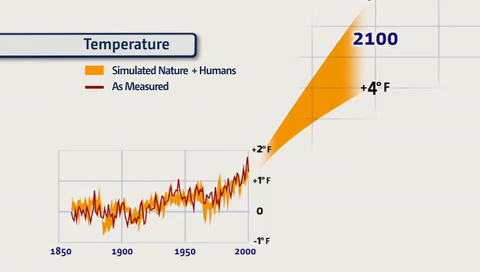 Temperature
2100
Simulated Nature + Humans
As Measured
+4° F
+2° F
+1° F
0
-1° F
1850 1900 1950 2000